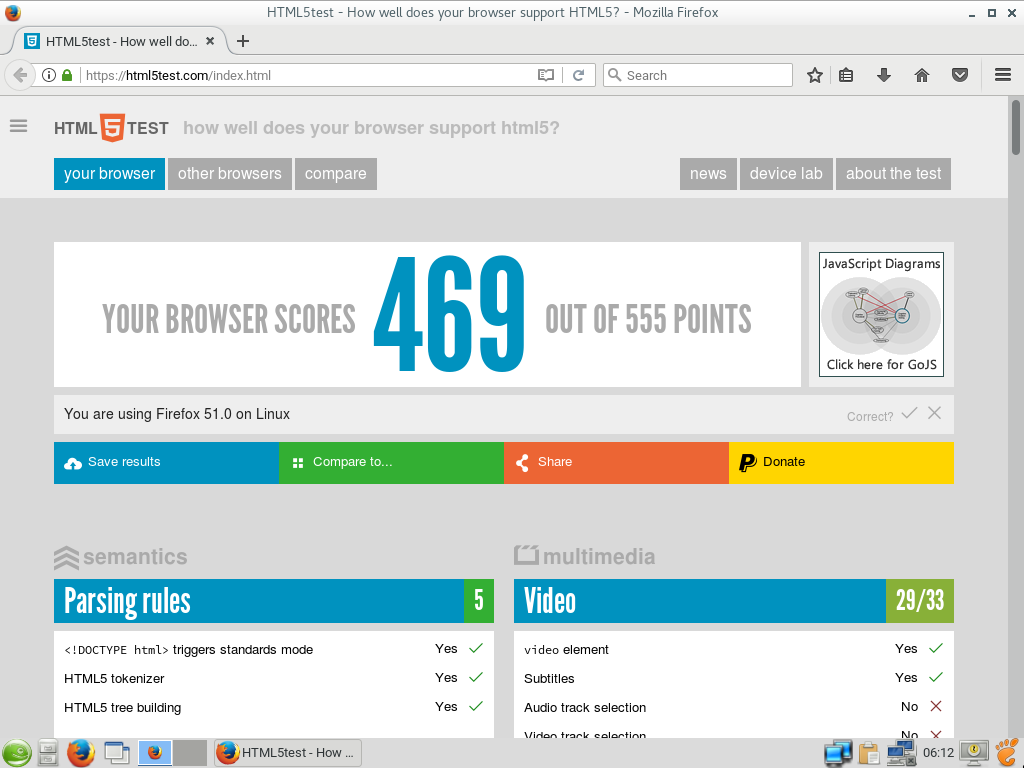 HTML5test - How well does your browser support HTML5? - Mozilla Firefox
HTML5test - How well do...
https://html5test.com/index.html
Search
HTML 5 TEST how well does your browser support html5?
your browser other browsers compare news device lab about the test
YOUR BROWSER SCORES 469 OUT OF 555 POINTS
JavaScript Diagrams
Click here for GoJS
You are using Firefox 51.0 on Linux Correct?
Save results Compare to... Share Donate
semantics
Parsing rules 5
<!DOCTYPE html> triggers standards mode Yes
HTML5 tokenizer Yes
HTML5 tree building Yes
multimedia
Video 29/33
video element Yes
Subtitles Yes
Audio track selection No
Video track selection No
HTML5test - How ... 06:12